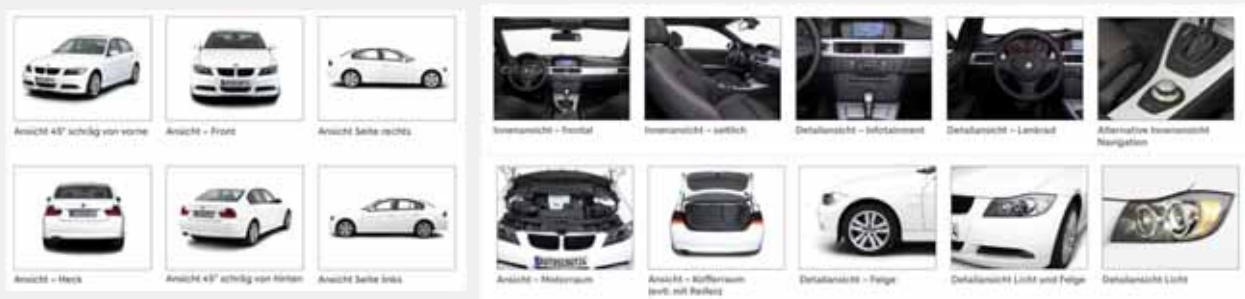 Ansicht 45° schräg von vorne
Ansicht – Front
Ansicht Seite rechts
Ansicht – Heck
Ansicht 45° schräg von hinten
Ansicht Seite links
Innenansicht – frontal
Innenansicht – seitlich
Detailansicht – Infotainment
Detailansicht – Lenkrad
Alternative Innenansicht
Navigation
Ansicht – Motorraum
Ansicht – Kofferraum
(evtl. mit Reifen)
Detailansicht – Felge
Detailansicht Licht und Felge
Detailansicht Licht